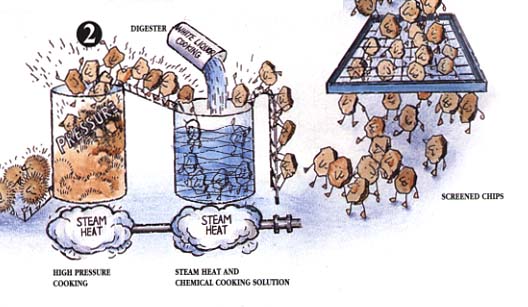 2
DIGESTER
WHITE LIQUOR
COOKING
PRESSURE
STEAM
HEAT
STEAM
HEAT
SCREENED CHIPS
HIGH PRESSURE
COOKING
STEAM HEAT AND
CHEMICAL COOKING SOLUTION